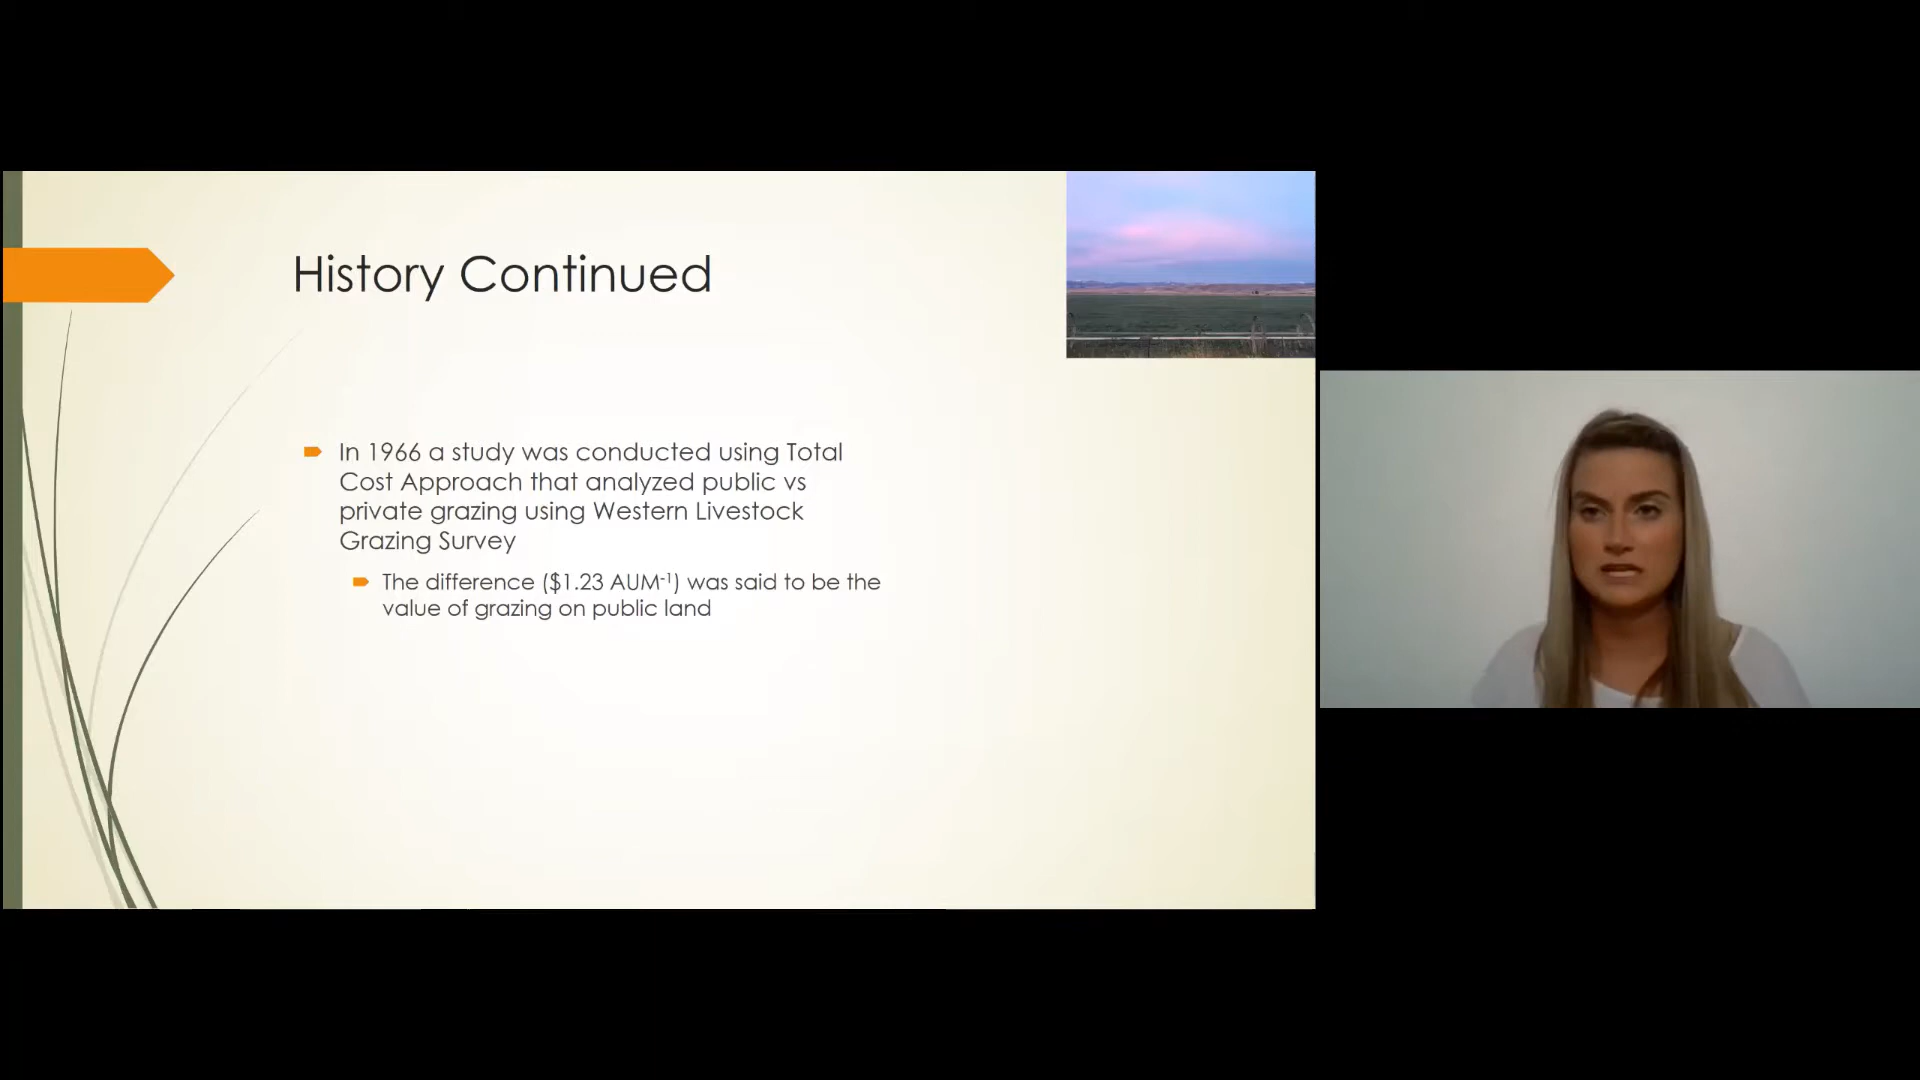 History Continued
In 1966 a study was conducted using Total
Cost Approach that analyzed public vs
private grazing using Western Livestock
Grazing Survey
The difference ($1.23 AUM⁻¹) was said to be the
value of grazing on public land